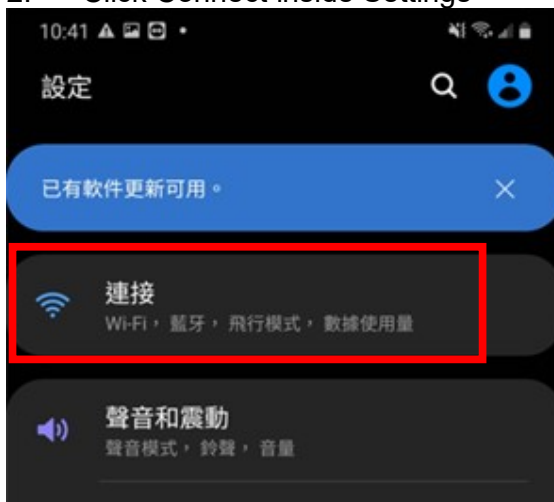 2. Click Connect inside Settings
10:41
設定
已有軟件更新可用。
連接
Wi-Fi， 藍牙， 飛行模式， 數據使用量
聲音和震動
聲音模式， 鈴聲， 音量